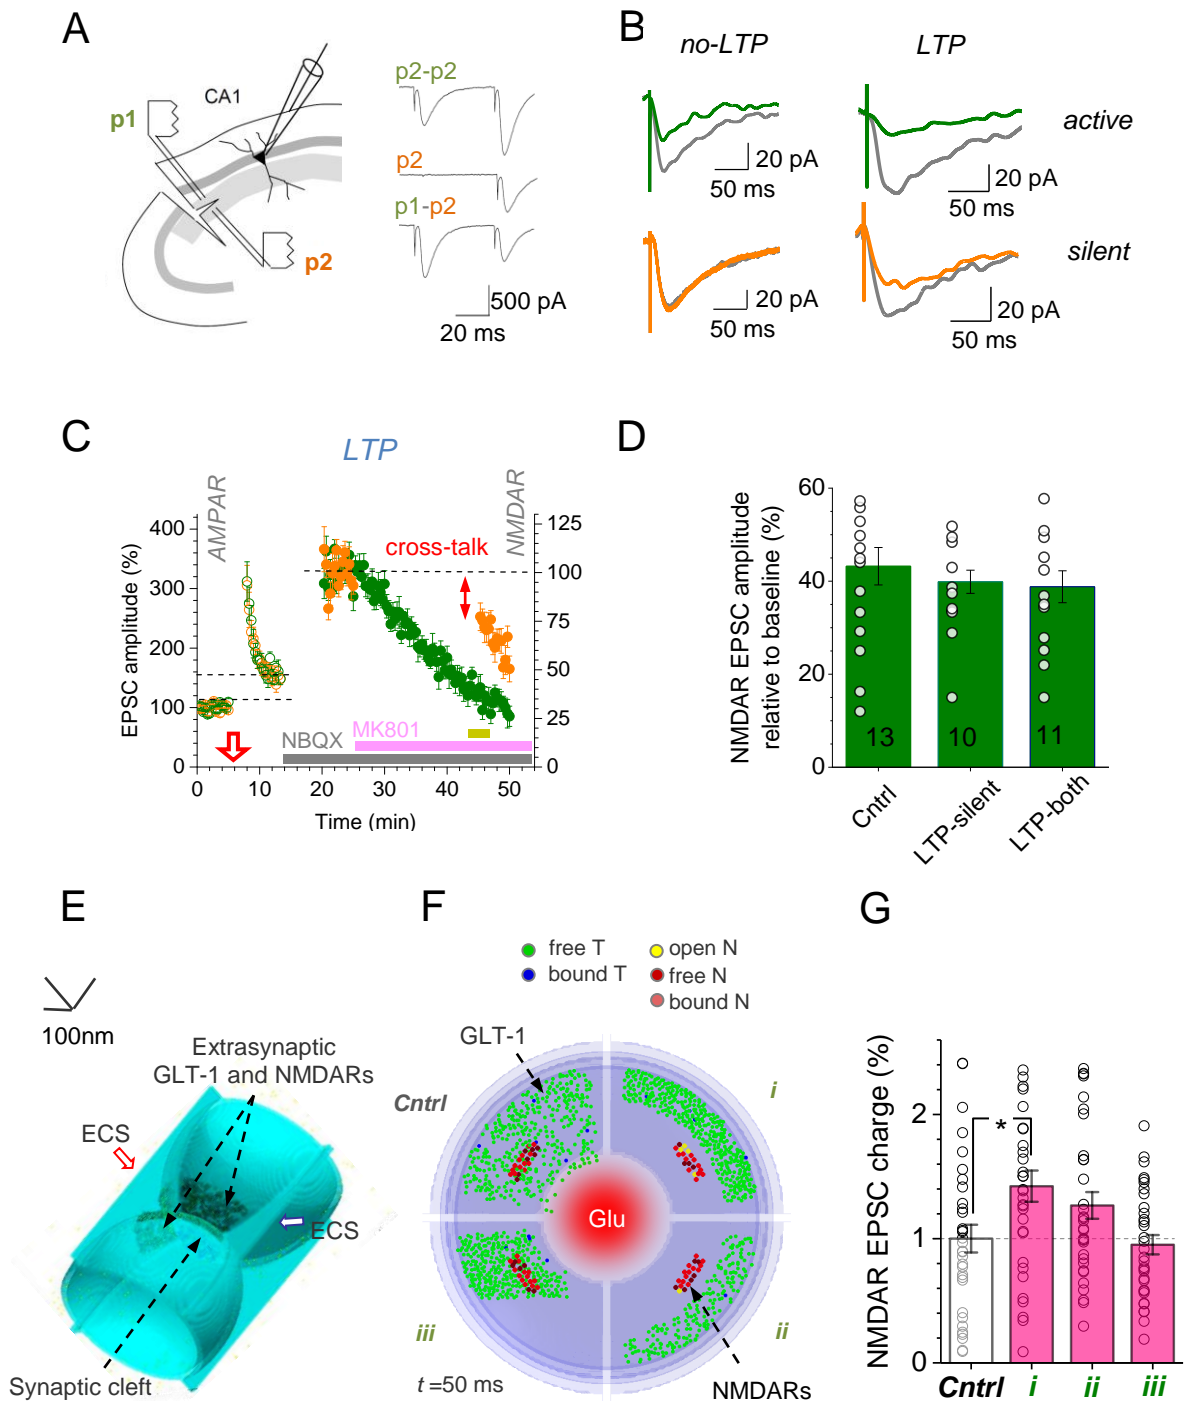 A
CA1
p1
p2
p2-p2
p2
p1-p2
500 pA
20 ms
B
no-LTP
LTP
active
20 pA
50 ms
20 pA
50 ms
silent
20 pA
50 ms
20 pA
50 ms
C
LTP
AMPAR
NMDAR
EPSC amplitude (%)
400
300
200
100
0
125
100
75
50
25
0
cross-talk
MK801
NBQX
0
10
20
30
40
50
Time (min)
D
NMDAR EPSC amplitude
relative to baseline (%)
60
40
20
0
13
10
11
Cntrl
LTP-silent
LTP-both
E
100nm
Extrasynaptic
GLT-1 and NMDARs
ECS
ECS
Synaptic cleft
F
free T
bound T
open N
free N
bound N
GLT-1
Cntrl
i
Glu
iii
ii
t =50 ms
NMDARs
G
NMDAR EPSC charge (%)
2
1
0
*
Cntrl
i
ii
iii